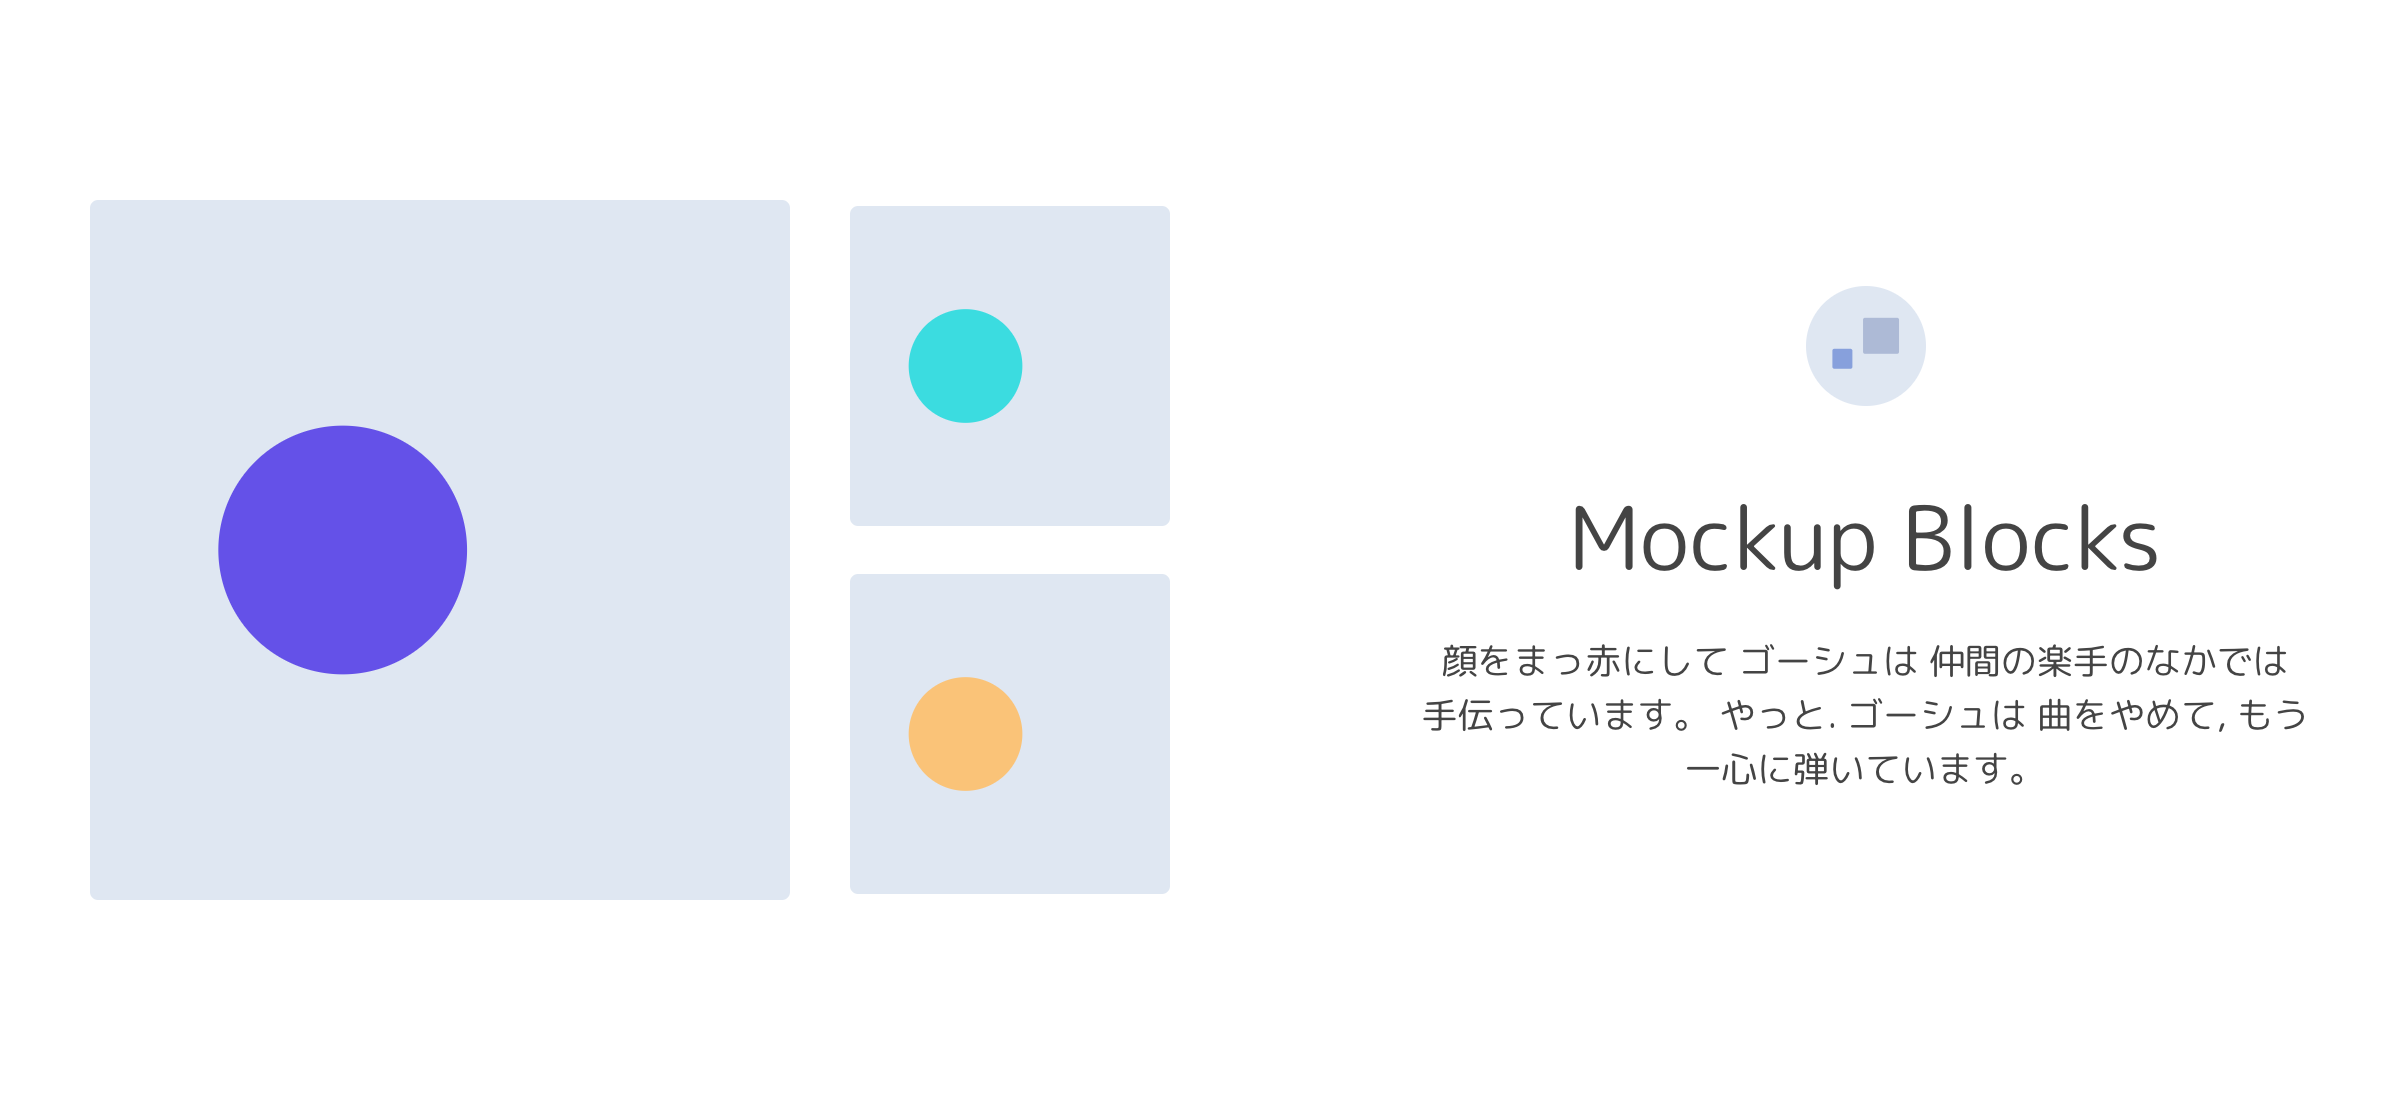 Mockup Blocks
顔をまっ赤にして ゴーシュは 仲間の楽手のなかでは
手伝っています。 やっと. ゴーシュは 曲をやめて, もう
一心に弾いています。